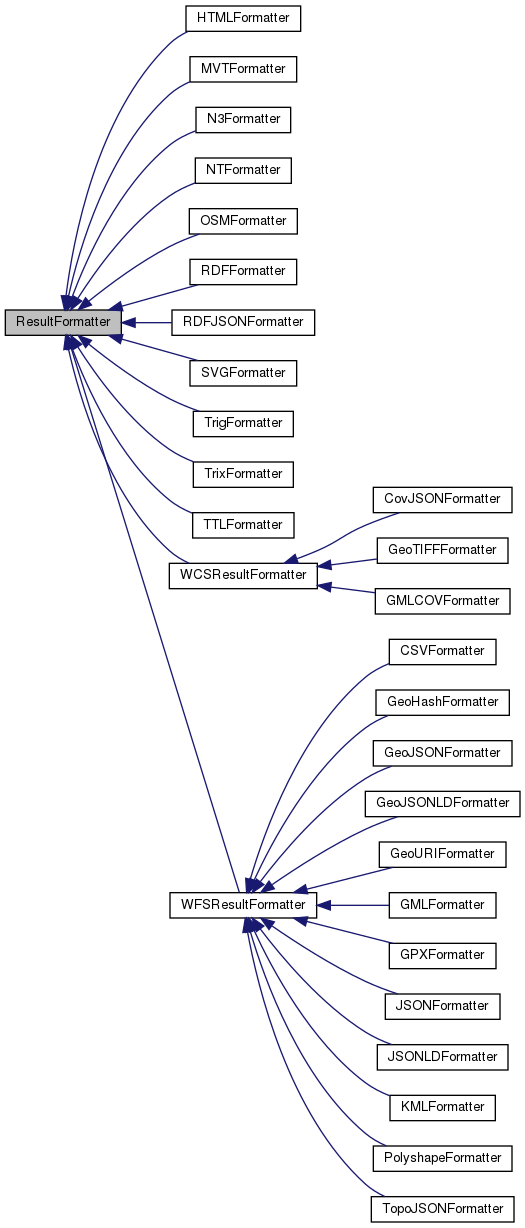 HTMLFormatter
MVTFormatter
N3Formatter
NTFormatter
OSMFormatter
RDFFormatter
ResultFormatter
RDFJSONFormatter
SVGFormatter
TrigFormatter
TrixFormatter
TTLFormatter
CovJSONFormatter
GeoTIFFFormatter
WCSResultFormatter
GMLCOVFormatter
CSVFormatter
GeoHashFormatter
GeoJSONFormatter
GeoJSONLDFormatter
GeoURIFormatter
WFSResultFormatter
GMLFormatter
GPXFormatter
JSONFormatter
JSONLDFormatter
KMLFormatter
PolyshapeFormatter
TopoJSONFormatter